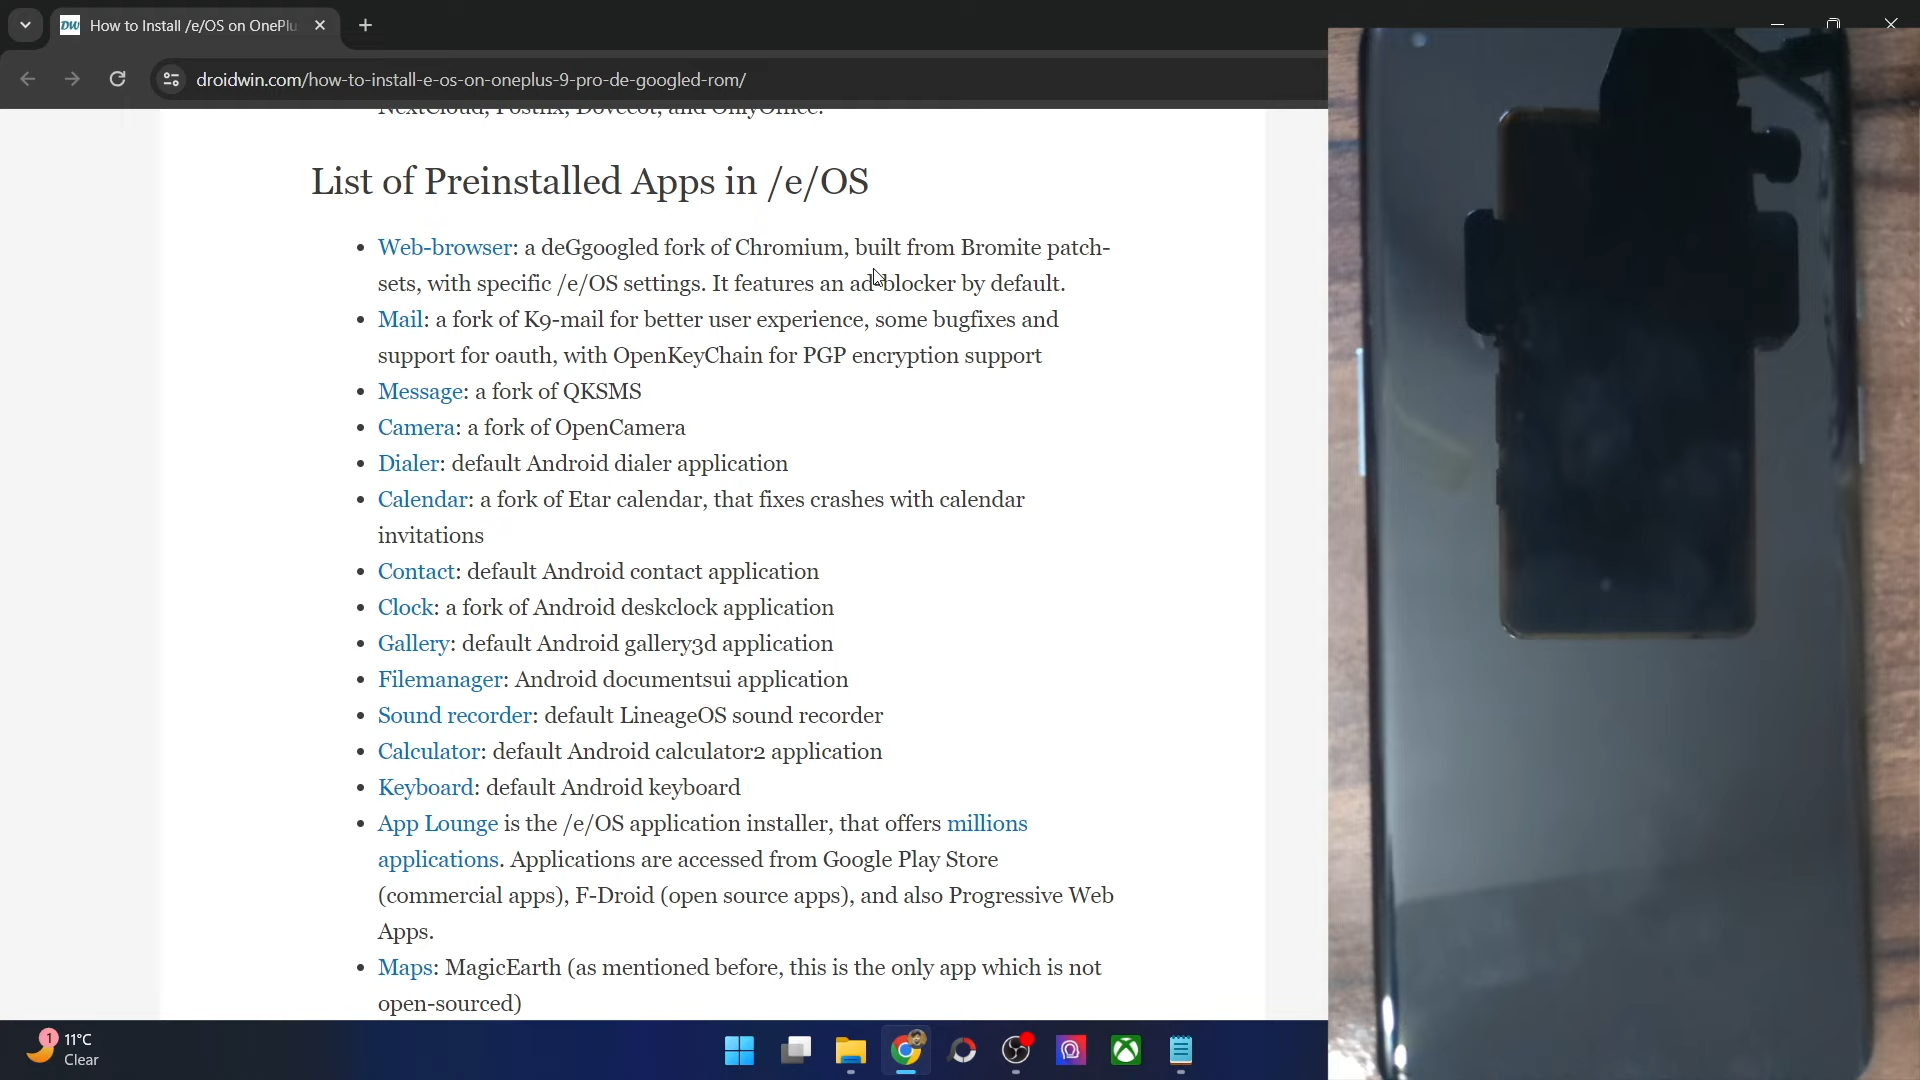 DW How to Install /e/OS on OnePlu
droidwin.com/how-to-install-e-os-on-oneplus-9-pro-de-googled-rom/
NextCloud, Postfix, Dovecot, and OnlyOffice.
List of Preinstalled Apps in /e/OS
• Web-browser: a deGgoogled fork of Chromium, built from Bromite patch-
sets, with specific /e/OS settings. It features an ad-blocker by default.
• Mail: a fork of K9-mail for better user experience, some bugfixes and
support for oauth, with OpenKeyChain for PGP encryption support
• Message: a fork of QKSMS
• Camera: a fork of OpenCamera
• Dialer: default Android dialer application
• Calendar: a fork of Etar calendar, that fixes crashes with calendar
invitations
• Contact: default Android contact application
• Clock: a fork of Android deskclock application
• Gallery: default Android gallery3d application
• Filemanager: Android documentsui application
• Sound recorder: default LineageOS sound recorder
• Calculator: default Android calculator2 application
• Keyboard: default Android keyboard
• App Lounge is the /e/OS application installer, that offers millions
applications. Applications are accessed from Google Play Store
(commercial apps), F-Droid (open source apps), and also Progressive Web
Apps.
• Maps: MagicEarth (as mentioned before, this is the only app which is not
open-sourced)
1 11°C
Clear